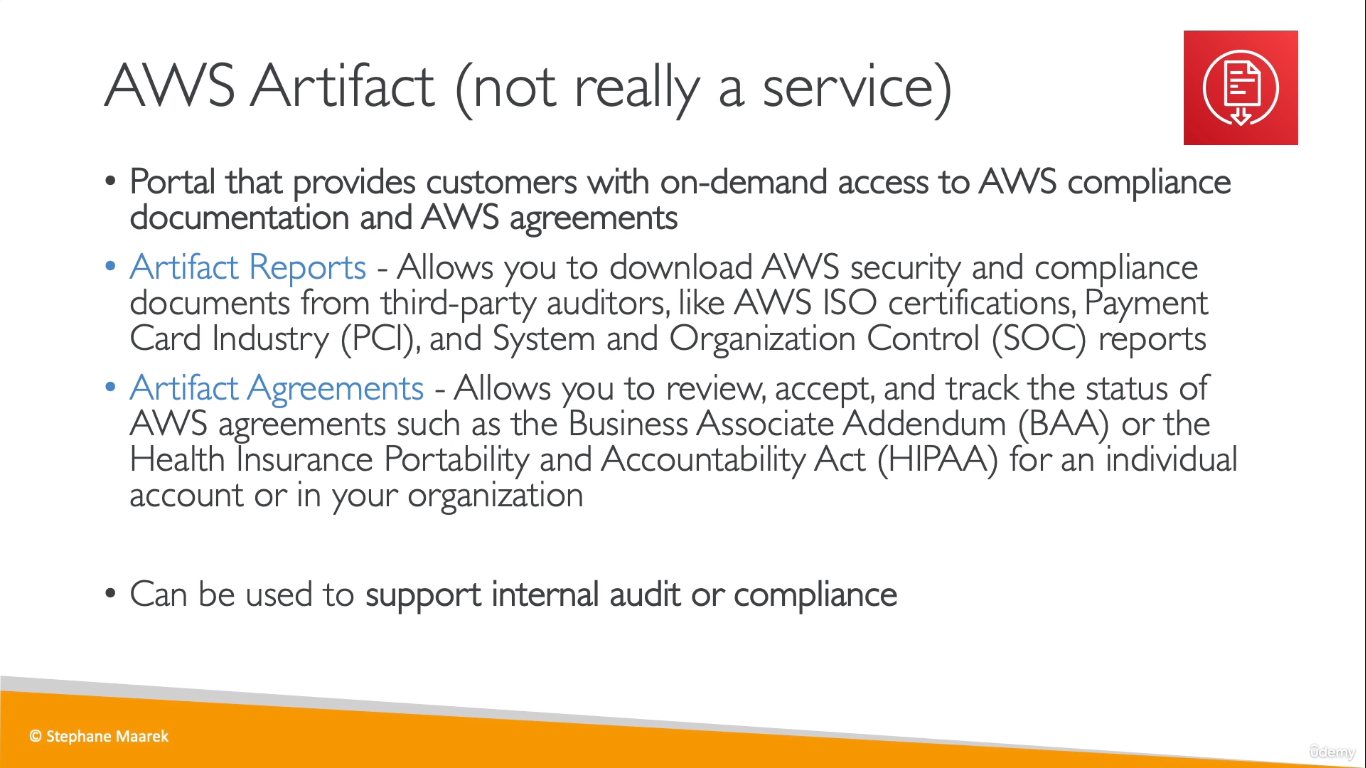 AWS Artifact (not really a service)
• Portal that provides customers with on-demand access to AWS compliance
documentation and AWS agreements
• Artifact Reports - Allows you to download AWS security and compliance
documents from third-party auditors, like AWS ISO certifications, Payment
Card Industry (PCI), and System and Organization Control (SOC) reports
• Artifact Agreements - Allows you to review, accept, and track the status of
AWS agreements such as the Business Associate Addendum (BAA) or the
Health Insurance Portability and Accountability Act (HIPAA) for an individual
account or in your organization
• Can be used to support internal audit or compliance
© Stephane Maarek
ûdemy